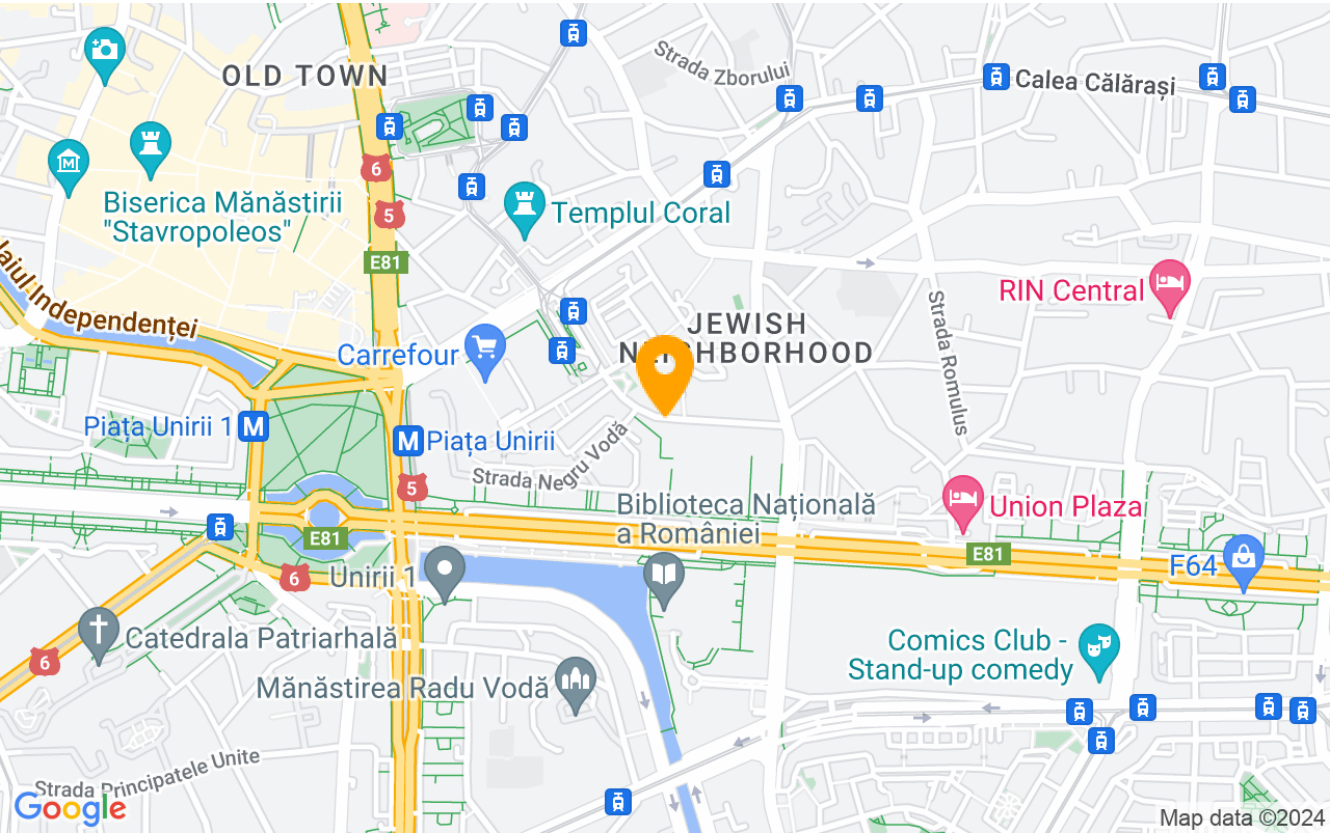 OLD TOWN
Strada Zborului
Calea Călărași
6
Biserica Mănăstirii
"Stavropoleos"
5
Templul Coral
E81
Splaiul Independenței
RIN Central
JEWISH
NEIGHBORHOOD
Strada Romulus
Carrefour
Piața Unirii 1
M
M
Piața Unirii
Strada Negru Vodă
5
Biblioteca Națională
a României
Union Plaza
E81
E81
F64
6
Unirii 1
Catedrala Patriarhală
Comics Club -
Stand-up comedy
6
Mănăstirea Radu Vodă
Strada Principatele Unite
Google
Map data ©2024